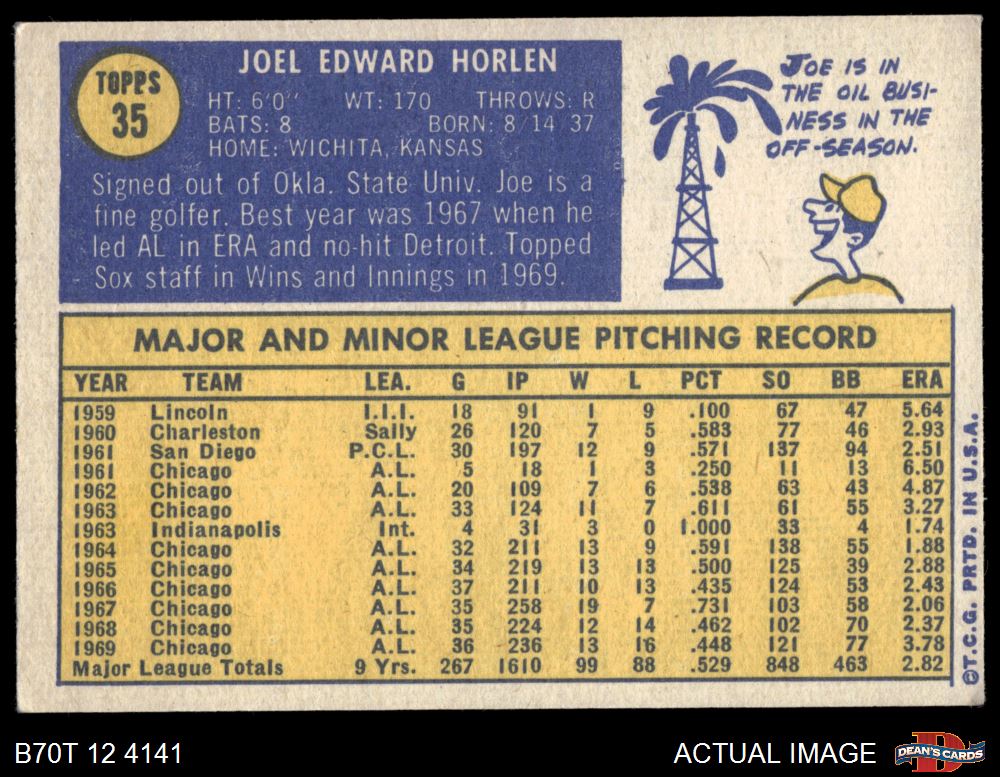 TOPPS
35
JOEL EDWARD HORLEN
HT: 6'0" WT: 170 THROWS: R
BATS: 8 BORN: 8/14 37
HOME: WICHITA, KANSAS
Signed out of Okla. State Univ. Joe is a
fine golfer. Best year was 1967 when he
led AL in ERA and no-hit Detroit. Topped
Sox staff in Wins and Innings in 1969.
JOE IS IN
THE OIL BUSI-
NESS IN THE
OFF-SEASON.
MAJOR AND MINOR LEAGUE PITCHING RECORD
YEAR TEAM LEA. G IP W L PCT SO BB ERA
1959 Lincoln I.I.I. 18 91 1 9 .100 67 47 5.64
1960 Charleston Sally 26 120 7 5 .583 77 46 2.93
1961 San Diego P.C.L. 30 197 12 9 .571 137 94 2.51
1961 Chicago A.L. 5 18 1 3 .250 11 13 6.50
1962 Chicago A.L. 20 109 7 6 .538 63 43 4.87
1963 Chicago A.L. 33 124 11 7 .611 61 55 3.27
1963 Indianapolis Int. 4 31 3 0 1.000 33 4 1.74
1964 Chicago A.L. 32 211 13 9 .591 138 55 1.88
1965 Chicago A.L. 34 219 13 13 .500 125 39 2.88
1966 Chicago A.L. 37 211 10 13 .435 124 53 2.43
1967 Chicago A.L. 35 258 19 7 .731 103 58 2.06
1968 Chicago A.L. 35 224 12 14 .462 102 70 2.37
1969 Chicago A.L. 36 236 13 16 .448 121 77 3.78
Major League Totals 9 Yrs. 267 1610 99 88 .529 848 463 2.82
©T.C.G. PRTD. IN U.S.A.
B70T 12 4141
ACTUAL IMAGE
DEAN'S CARDS